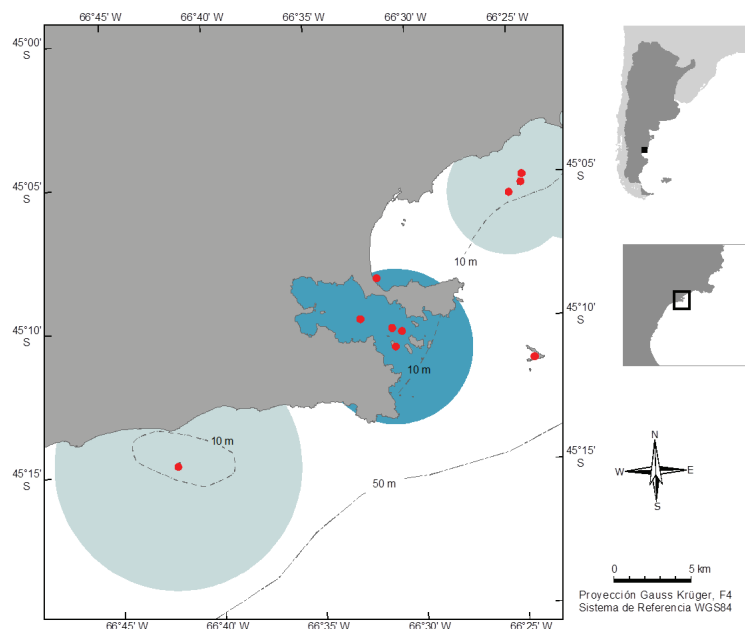 66°45'W 66°40'W 66°35'W 66°30'W 66°25'W
45°00'
S
45°05'
S
45°05'
S
10 m
45°10'
S
45°10'
S
10 m
10 m
45°15'
S
50 m
45°15'
S
N
W E
S
0 5 km
Proyección Gauss Krüger, F4
Sistema de Referencia WGS84
66°45'W 66°40'W 66°35'W 66°30'W 66°25'W